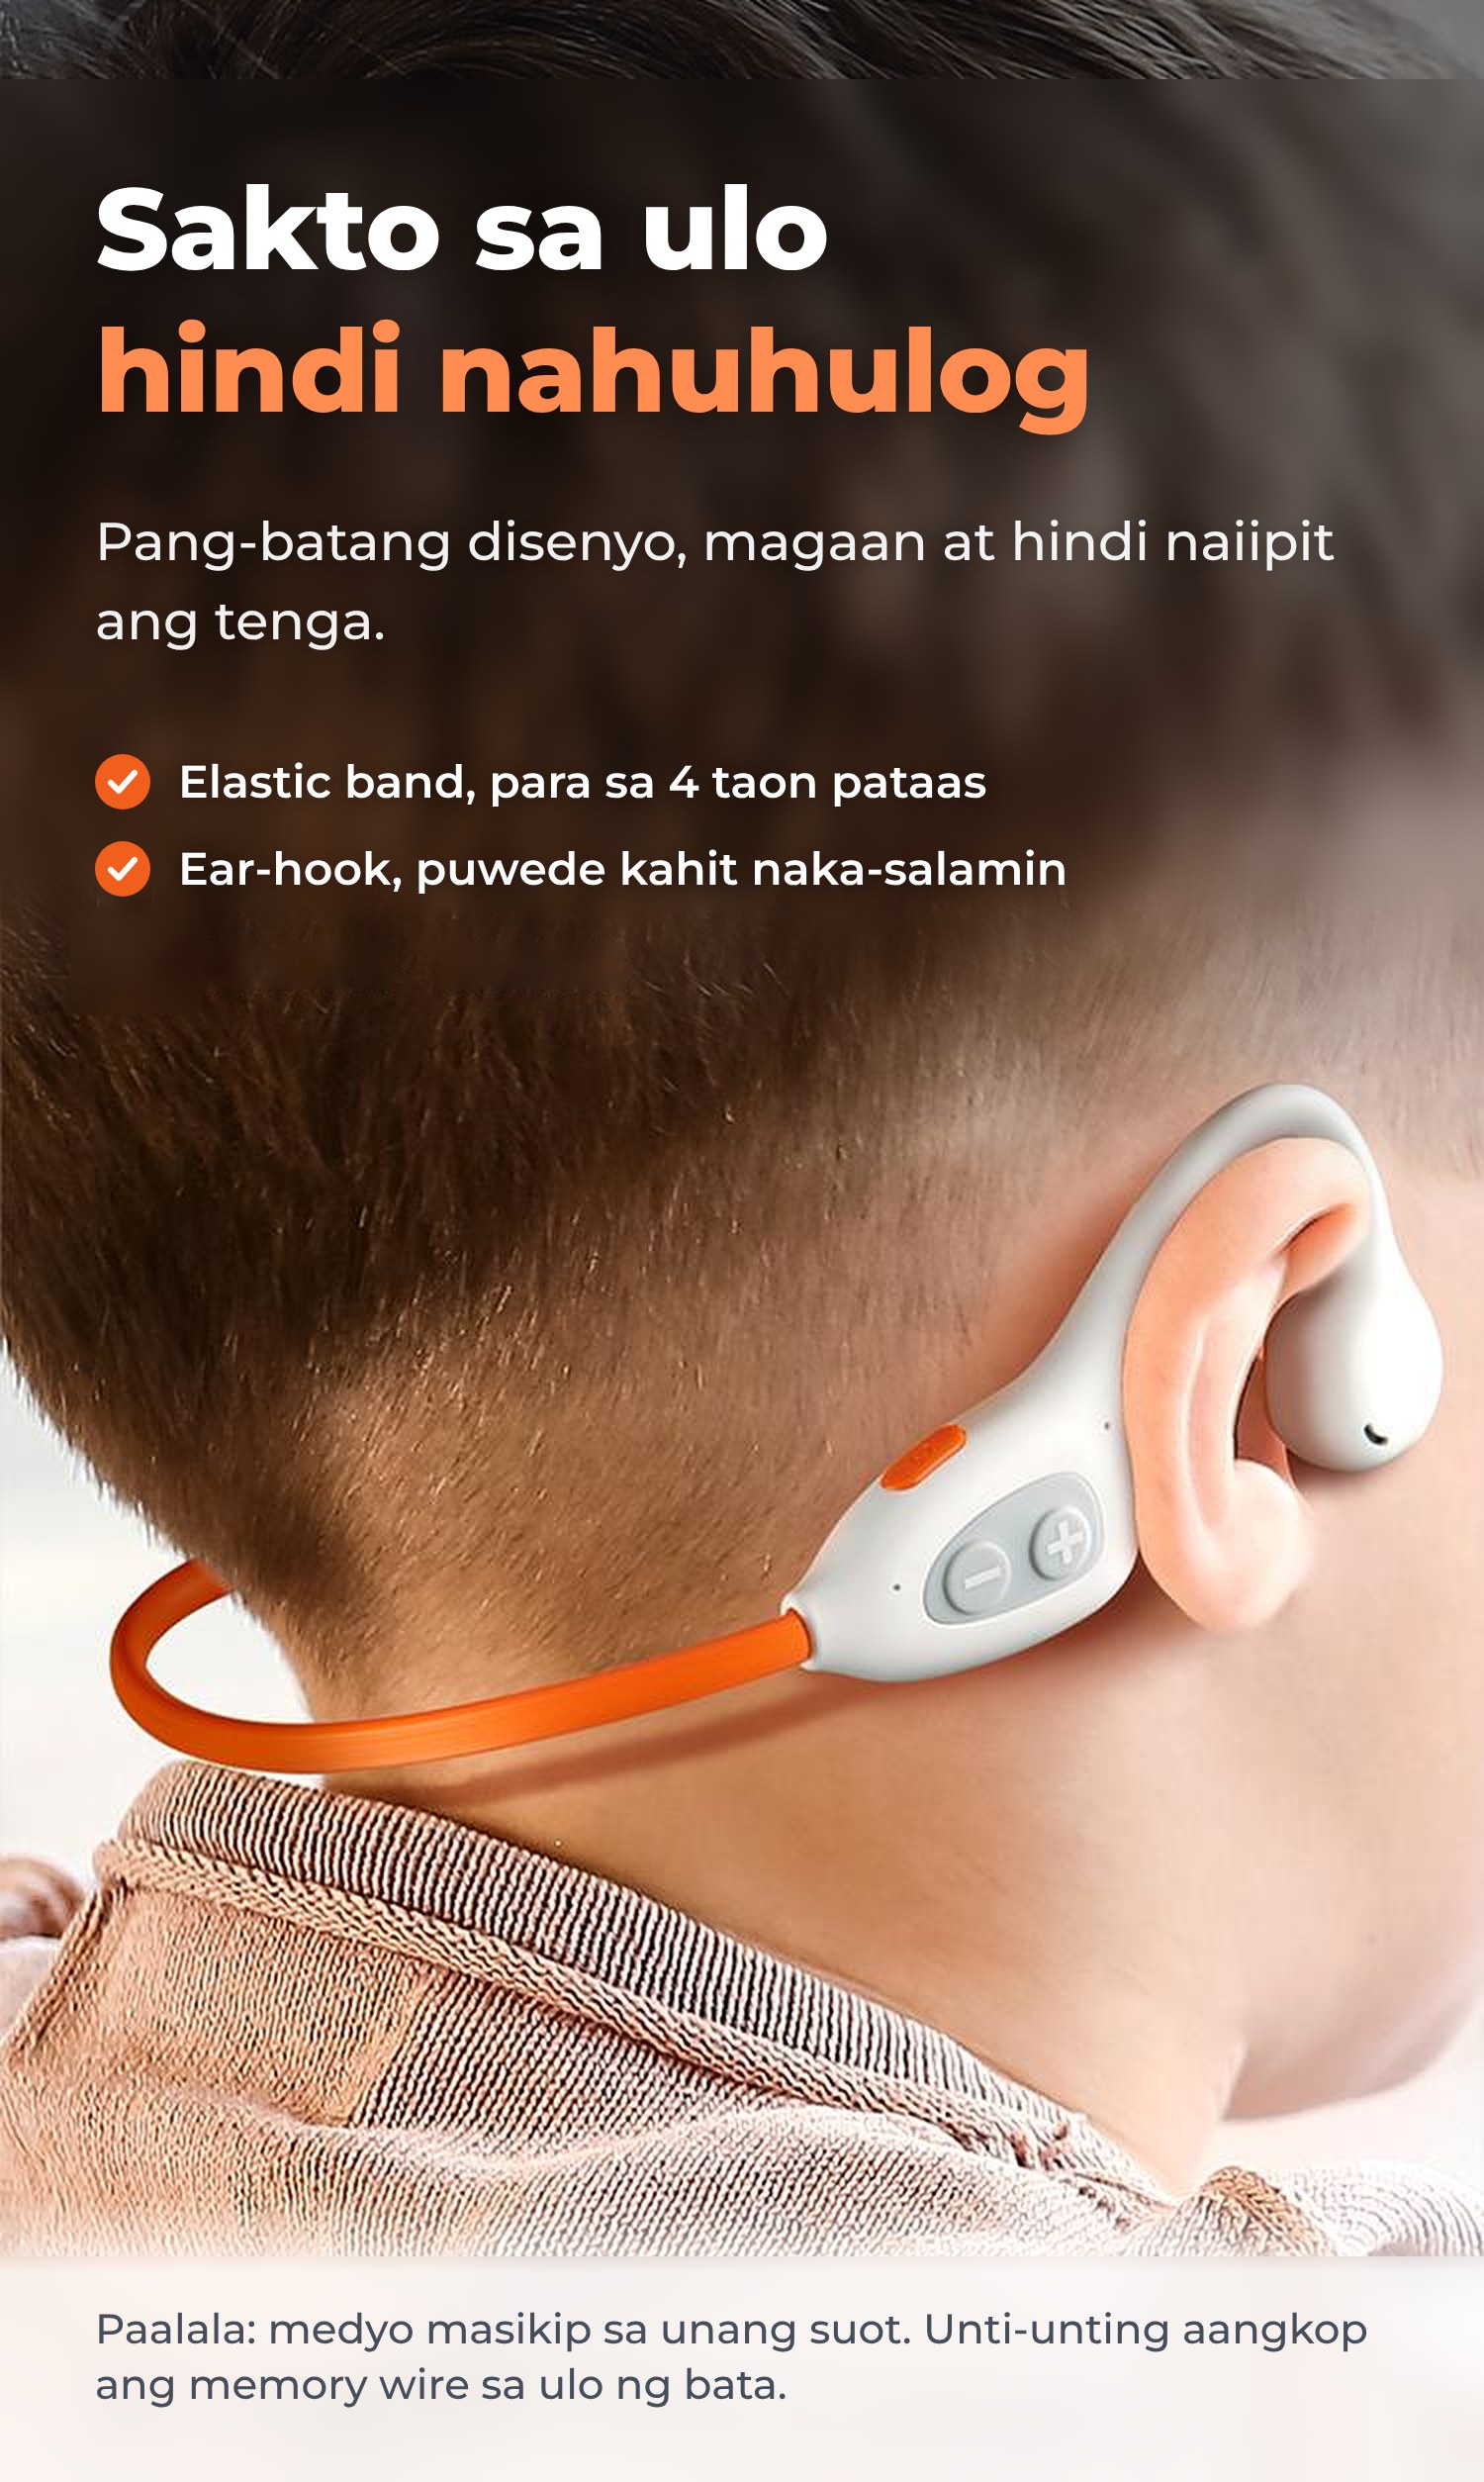 Sakto sa ulo
hindi nahuhulog
Pang-batang disenyo, magaan at hindi naiipit
ang tenga.
Elastic band, para sa 4 taon pataas
Ear-hook, puwede kahit naka-salamin
Paalala: medyo masikip sa unang suot. Unti-unting aangkop
ang memory wire sa ulo ng bata.